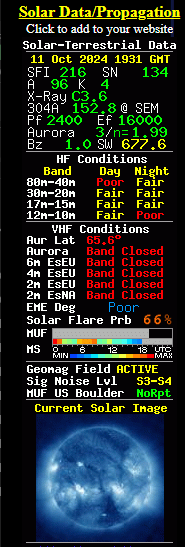 Solar Data/Propagation
Click to add to your website
Solar-Terrestrial Data
11 Oct 2024 1931 GMT
SFI 216 SN 134
A 96 K 4
X-Ray C3.6
304A 152.8 @ SEM
Pf 2400 Ef 16000
Aurora 3/n=1.99
Bz 1.0 SW 677.6
HF Conditions
Band Day Night
80m-40m Poor Fair
30m-20m Fair Fair
17m-15m Fair Fair
12m-10m Fair Poor
VHF Conditions
Aur Lat 65.6°
Aurora Band Closed
6m EsEU Band Closed
4m EsEU Band Closed
2m EsEU Band Closed
2m EsNA Band Closed
EME Deg Poor
Solar Flare Prb 66%
MUF
MS 0 6 12 18 UTC
MIN MAX
Geomag Field ACTIVE
Sig Noise Lvl S3-S4
MUF US Boulder NoRpt
Current Solar Image